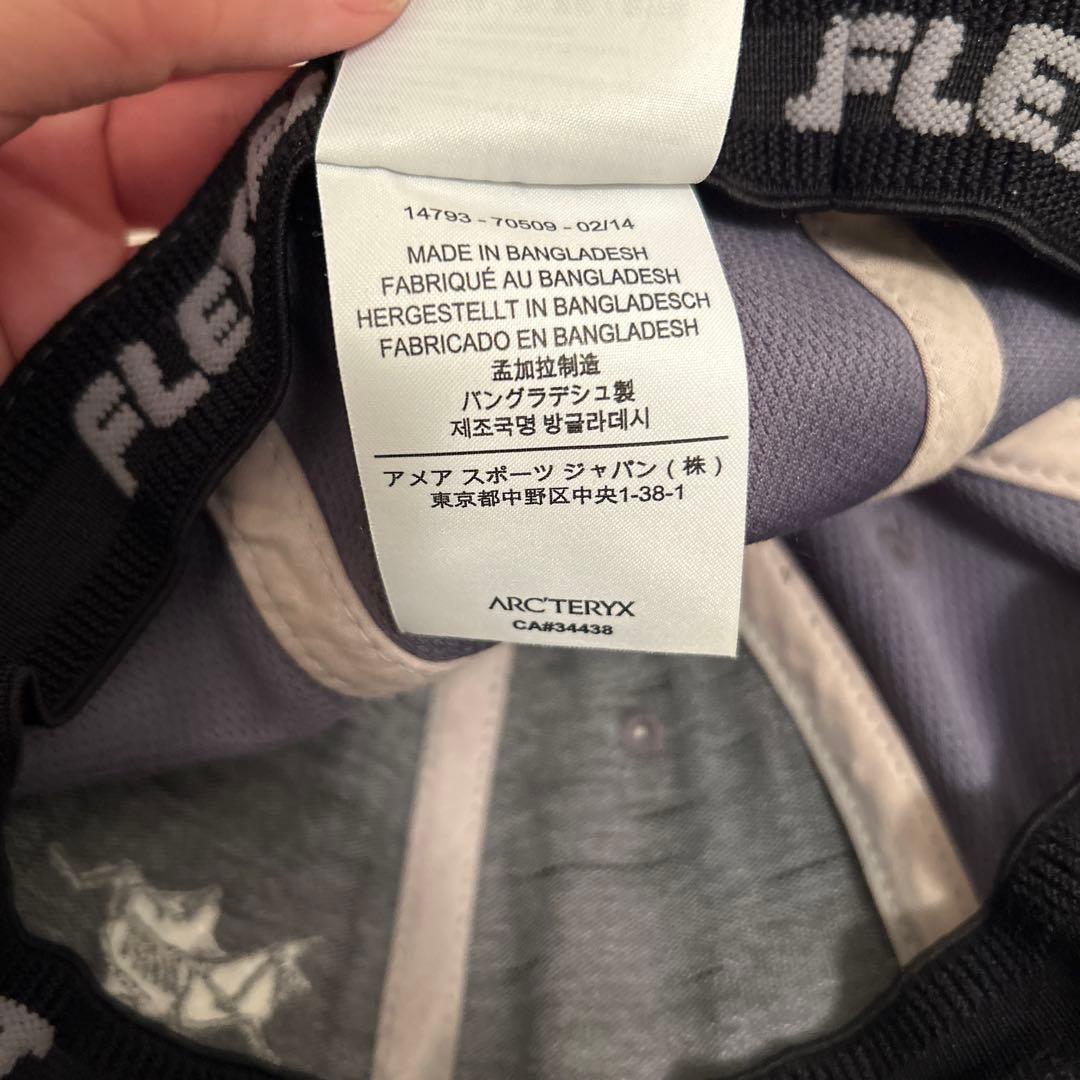 14793 - 70509 - 02/14
MADE IN BANGLADESH
FABRIQUÉ AU BANGLADESH
HERGESTELLT IN BANGLADESCH
FABRICADO EN BANGLADESH
孟加拉制造
バングラデシュ製
제조국명 방글라데시
アメア スポーツ ジャパン ( 株 )
東京都中野区中央1-38-1
ARC'TERYX
CA#34438
FLEX
FLEX